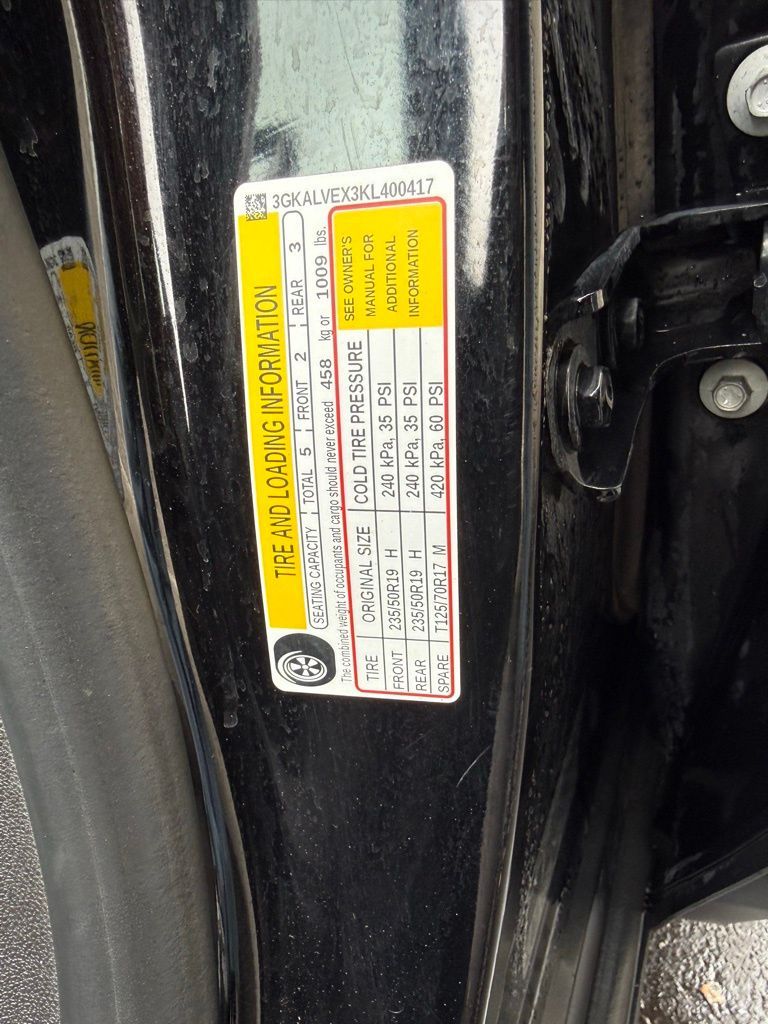 3GKALVEX3KL400417
TIRE AND LOADING INFORMATION
SEATING CAPACITY TOTAL 5 FRONT 2 REAR 3
The combined weight of occupants and cargo should never exceed 458 kg or 1009 lbs.
TIRE ORIGINAL SIZE COLD TIRE PRESSURE
FRONT 235/50R19 H 240 kPa, 35 PSI
REAR 235/50R19 H 240 kPa, 35 PSI
SPARE T125/70R17 M 420 kPa, 60 PSI
SEE OWNER'S
MANUAL FOR
ADDITIONAL
INFORMATION